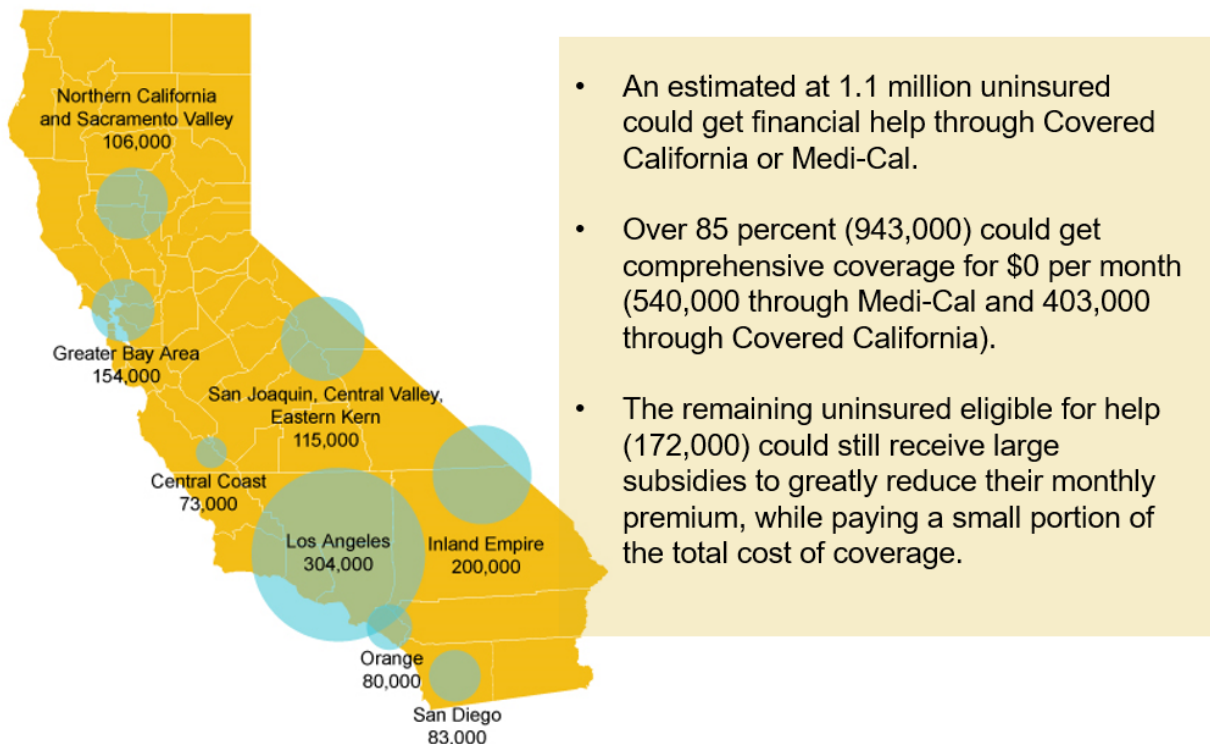 Northern California
and Sacramento Valley
106,000
Greater Bay Area
154,000
San Joaquin, Central Valley,
Eastern Kern
115,000
Central Coast
73,000
Los Angeles
304,000
Inland Empire
200,000
Orange
80,000
San Diego
83,000
• An estimated at 1.1 million uninsured
could get financial help through Covered
California or Medi-Cal.
• Over 85 percent (943,000) could get
comprehensive coverage for $0 per month
(540,000 through Medi-Cal and 403,000
through Covered California).
• The remaining uninsured eligible for help
(172,000) could still receive large
subsidies to greatly reduce their monthly
premium, while paying a small portion of
the total cost of coverage.